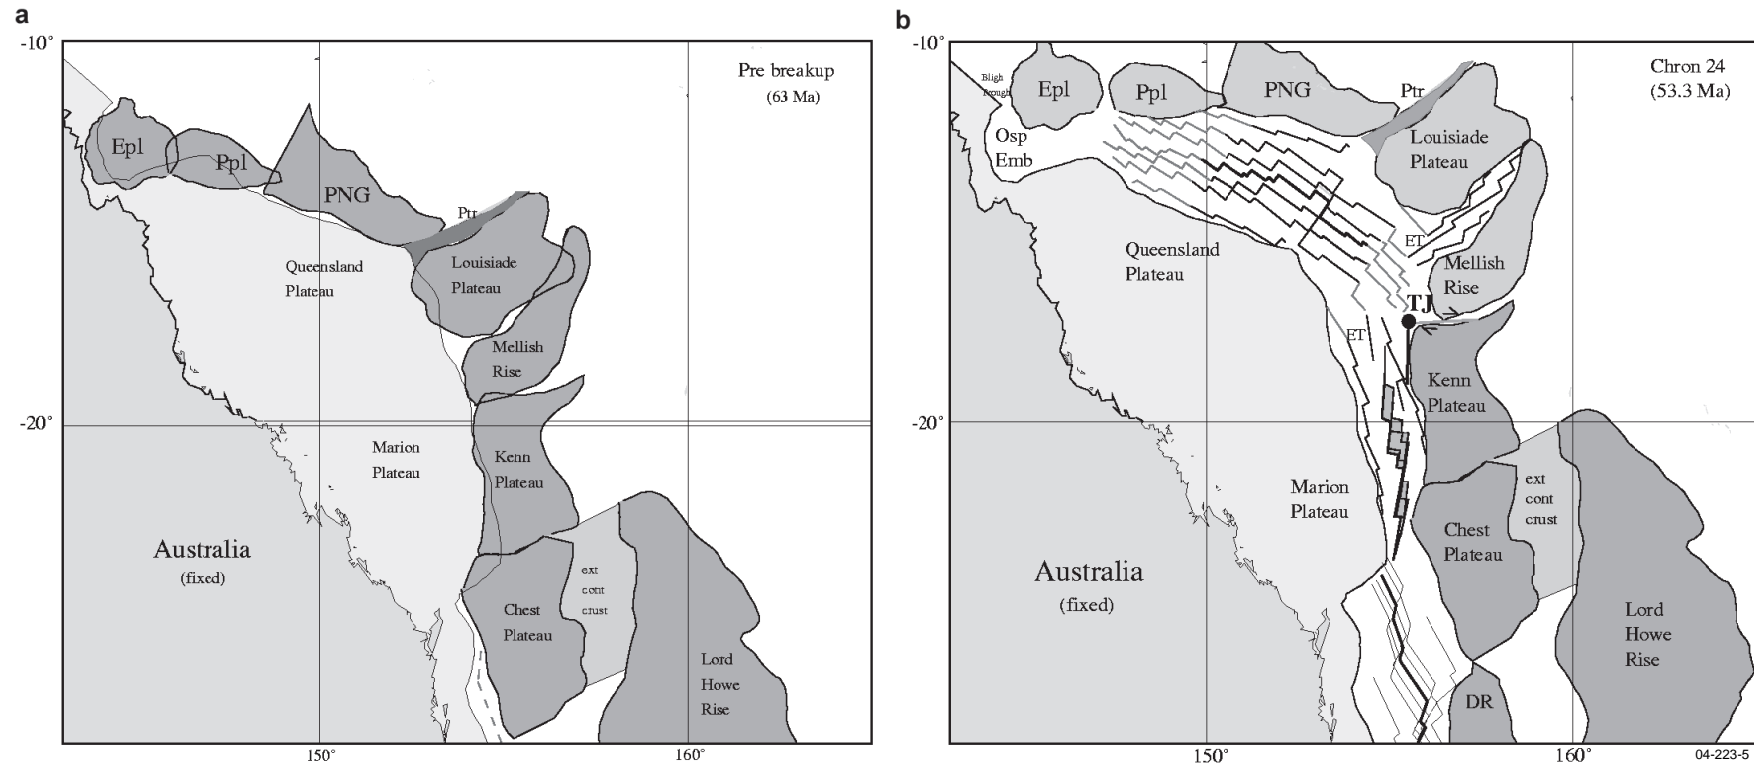 a
-10°
Pre breakup
(63 Ma)
Epl
Ppl
PNG
Ptr
Queensland
Plateau
Louisiade
Plateau
Mellish
Rise
-20°
Marion
Plateau
Kenn
Plateau
Australia
(fixed)
ext
cont
crust
Chest
Plateau
Lord
Howe
Rise
150°
160°
b
-10°
Chron 24
(53.3 Ma)
Bligh
Trough
Epl
Ppl
PNG
Ptr
Osp
Emb
Louisiade
Plateau
Queensland
Plateau
ET
Mellish
Rise
TJ
ET
Kenn
Plateau
-20°
Marion
Plateau
ext
cont
crust
Chest
Plateau
Australia
(fixed)
Lord
Howe
Rise
DR
150°
160°
04-223-5